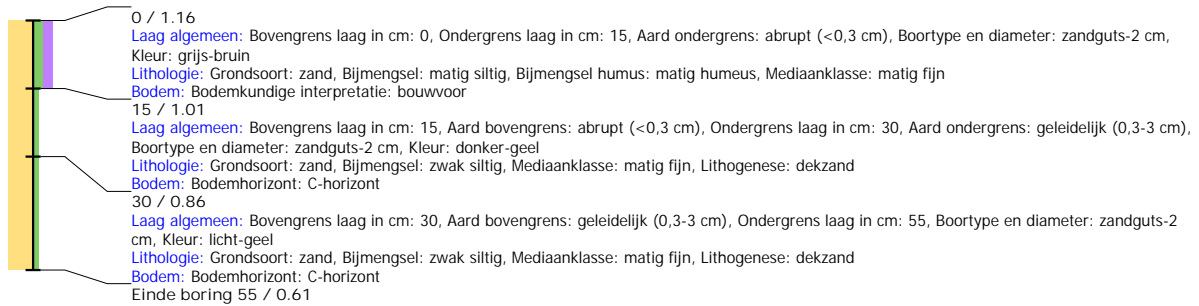 0 / 1.16
Laag algemeen: Bovengrens laag in cm: 0, Ondergrens laag in cm: 15, Aard ondergrens: abrupt (<0,3 cm), Boortype en diameter: zandguts-2 cm,
Kleur: grijs-bruin
Lithologie: Grondsoort: zand, Bijmengsel: matig siltig, Bijmengsel humus: matig humeus, Mediaanklasse: matig fijn
Bodem: Bodemkundige interpretatie: bouwvoor
15 / 1.01
Laag algemeen: Bovengrens laag in cm: 15, Aard bovengrens: abrupt (<0,3 cm), Ondergrens laag in cm: 30, Aard ondergrens: geleidelijk (0,3-3 cm),
Boortype en diameter: zandguts-2 cm, Kleur: donker-geel
Lithologie: Grondsoort: zand, Bijmengsel: zwak siltig, Mediaanklasse: matig fijn, Lithogenese: dekzand
Bodem: Bodemhorizont: C-horizont
30 / 0.86
Laag algemeen: Bovengrens laag in cm: 30, Aard bovengrens: geleidelijk (0,3-3 cm), Ondergrens laag in cm: 55, Boortype en diameter: zandguts-2
cm, Kleur: licht-geel
Lithologie: Grondsoort: zand, Bijmengsel: zwak siltig, Mediaanklasse: matig fijn, Lithogenese: dekzand
Bodem: Bodemhorizont: C-horizont
Einde boring 55 / 0.61